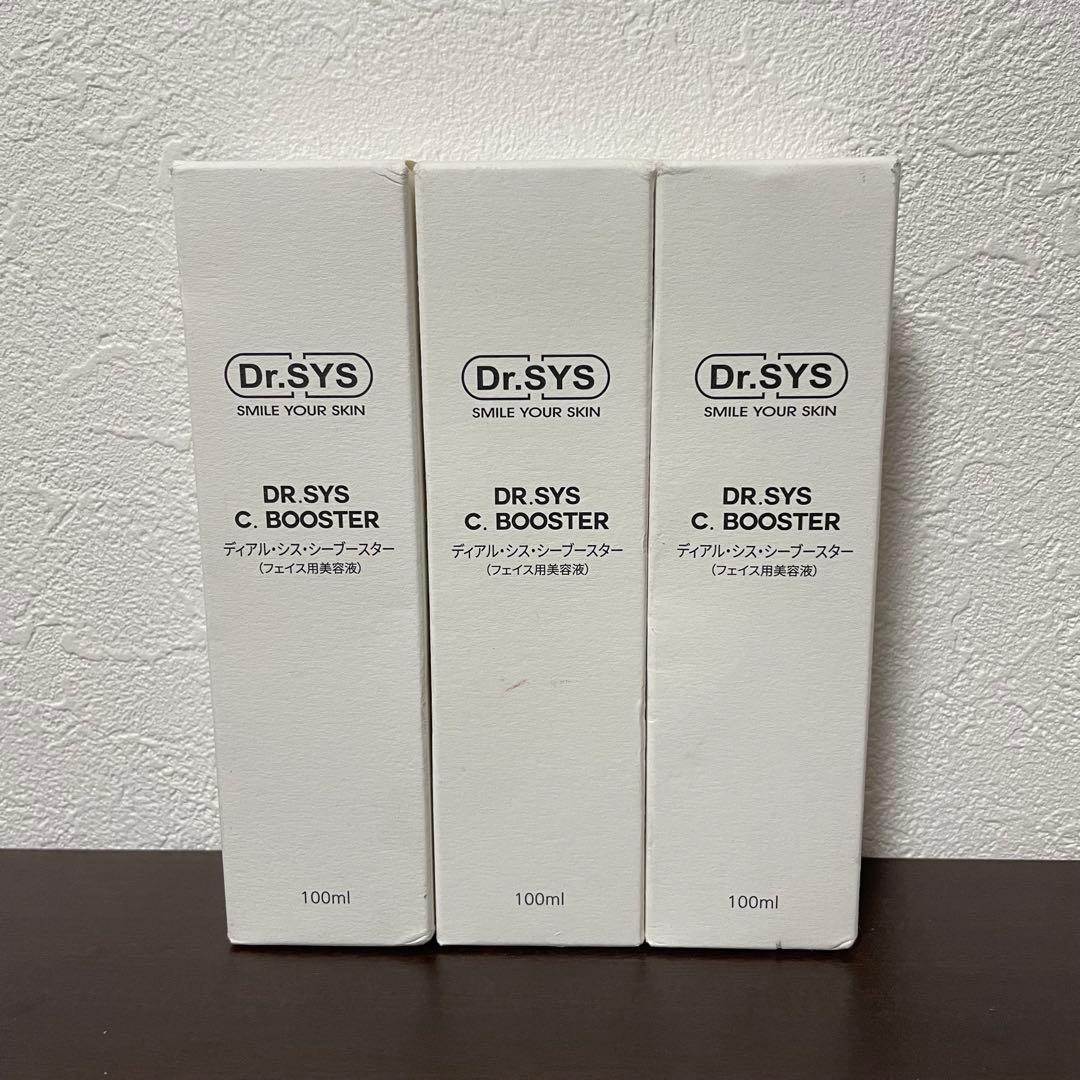 Dr.SYS
SMILE YOUR SKIN
DR.SYS
C. BOOSTER
ディアル・シス・シーブースター
(フェイス用美容液)
100ml
Dr.SYS
SMILE YOUR SKIN
DR.SYS
C. BOOSTER
ディアル・シス・シーブースター
(フェイス用美容液)
100ml
Dr.SYS
SMILE YOUR SKIN
DR.SYS
C. BOOSTER
ディアル・シス・シーブースター
(フェイス用美容液)
100ml